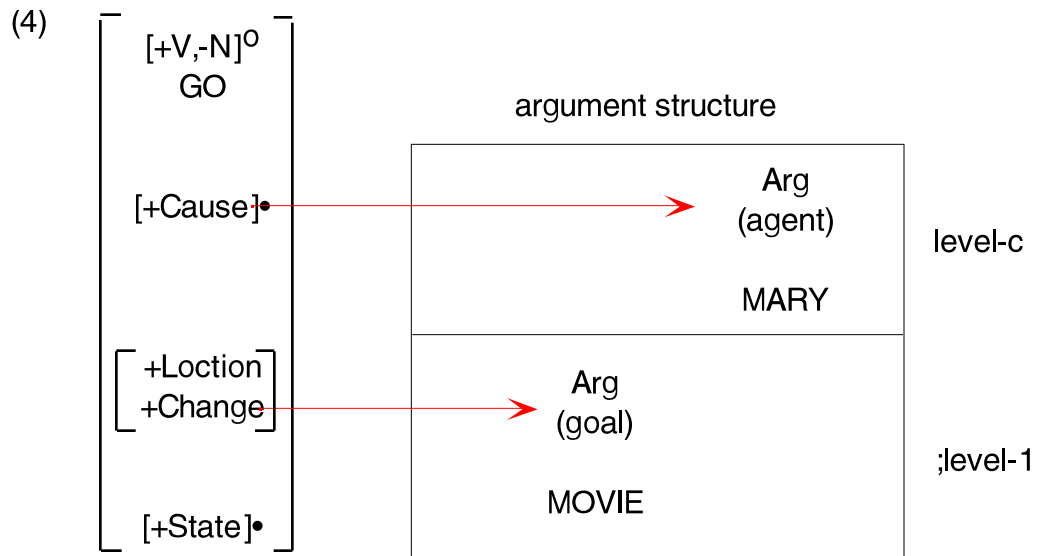 (4)
[+V,-N]º
GO
argument structure
[+Cause]•
Arg
(agent)
level-c
MARY
+Loction
+Change
Arg
(goal)
;level-1
MOVIE
[+State]•